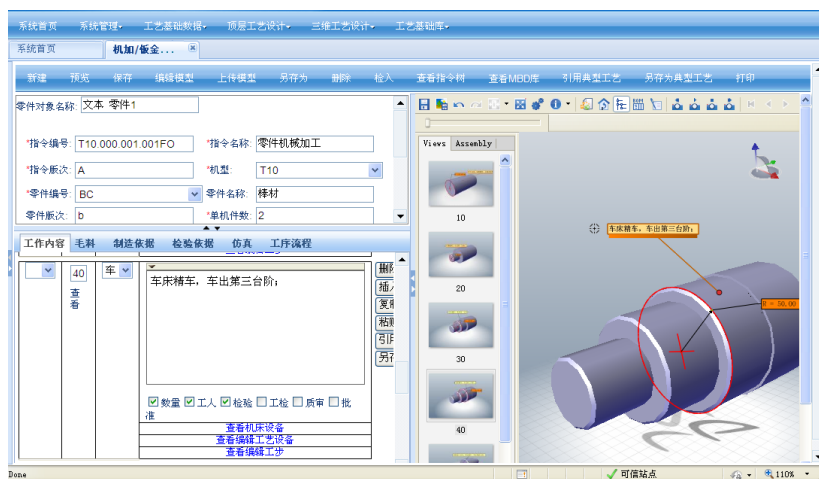 系统首页 系统管理 工艺基础数据 顶层工艺设计 三维工艺设计 工艺基础库
系统首页 机加/钣金...
新建 预览 保存 编辑模型 上传模型 另存为 删除 检入 查看指令树 查看MBD库 引用典型工艺 另存为典型工艺 打印
零件对象名称: 文本 零件1
*指令编号: T10.000.001.001FO *指令名称: 零件机械加工
*指令版次: A *机型: T10
*零件编号: BC 零件名称: 棒材
零件版次: b *单机件数: 2
工作内容 毛料 制造依据 检验依据 仿真 工序流程
40 车
查看
车床精车，车出第三台阶；
删除
插入
复制
粘贴
引用
另存
数量 工人 检验 工检 质审 批准
查看机床设备
查看编辑工艺设备
查看编辑工步
Views Assembly
10
20
30
40
车床精车，车出第三台阶；
R = 50.00
Done 可信站点 110%